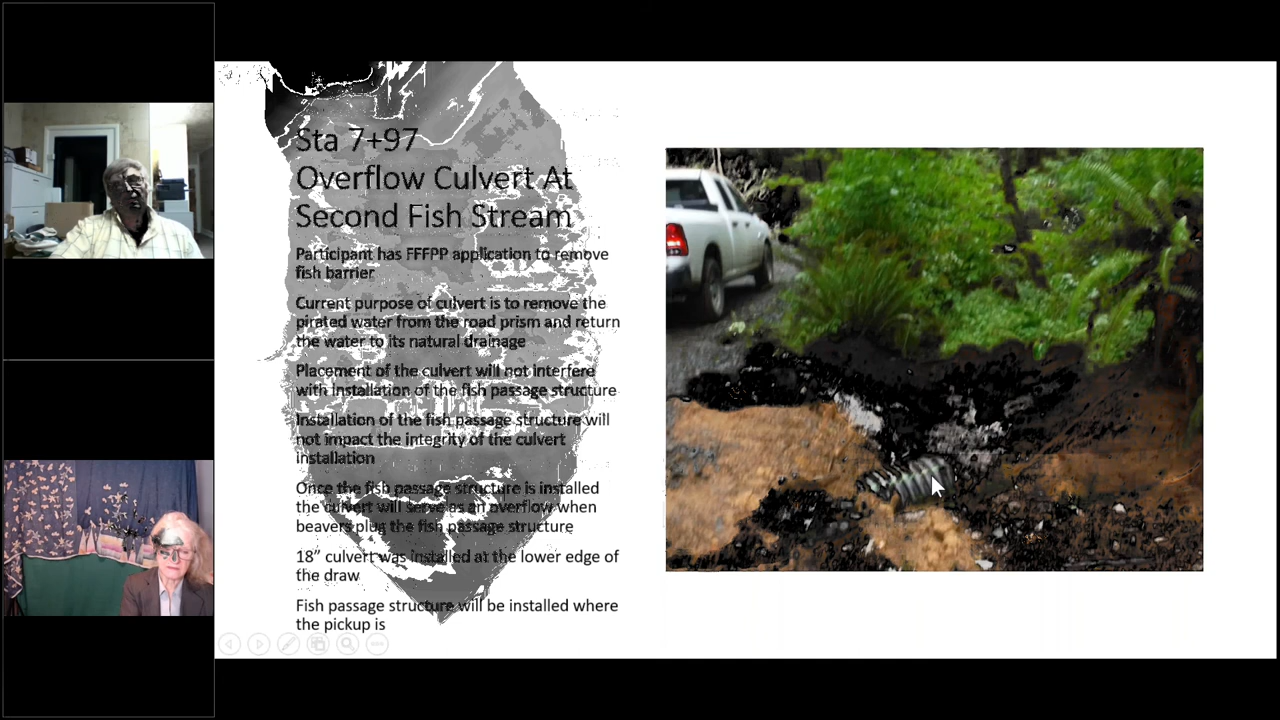 Sta 7+97
Overflow Culvert At
Second Fish Stream
Participant has FFFPP application to remove
fish barrier
Current purpose of culvert is to remove the
pirated water from the road prism and return
the water to its natural drainage
Placement of the culvert will not interfere
with installation of the fish passage structure
Installation of the fish passage structure will
not impact the integrity of the culvert
installation
Once the fish passage structure is installed
the culvert will serve as an overflow when
beavers plug the fish passage structure
18” culvert was installed at the lower edge of
the draw
Fish passage structure will be installed where
the pickup is